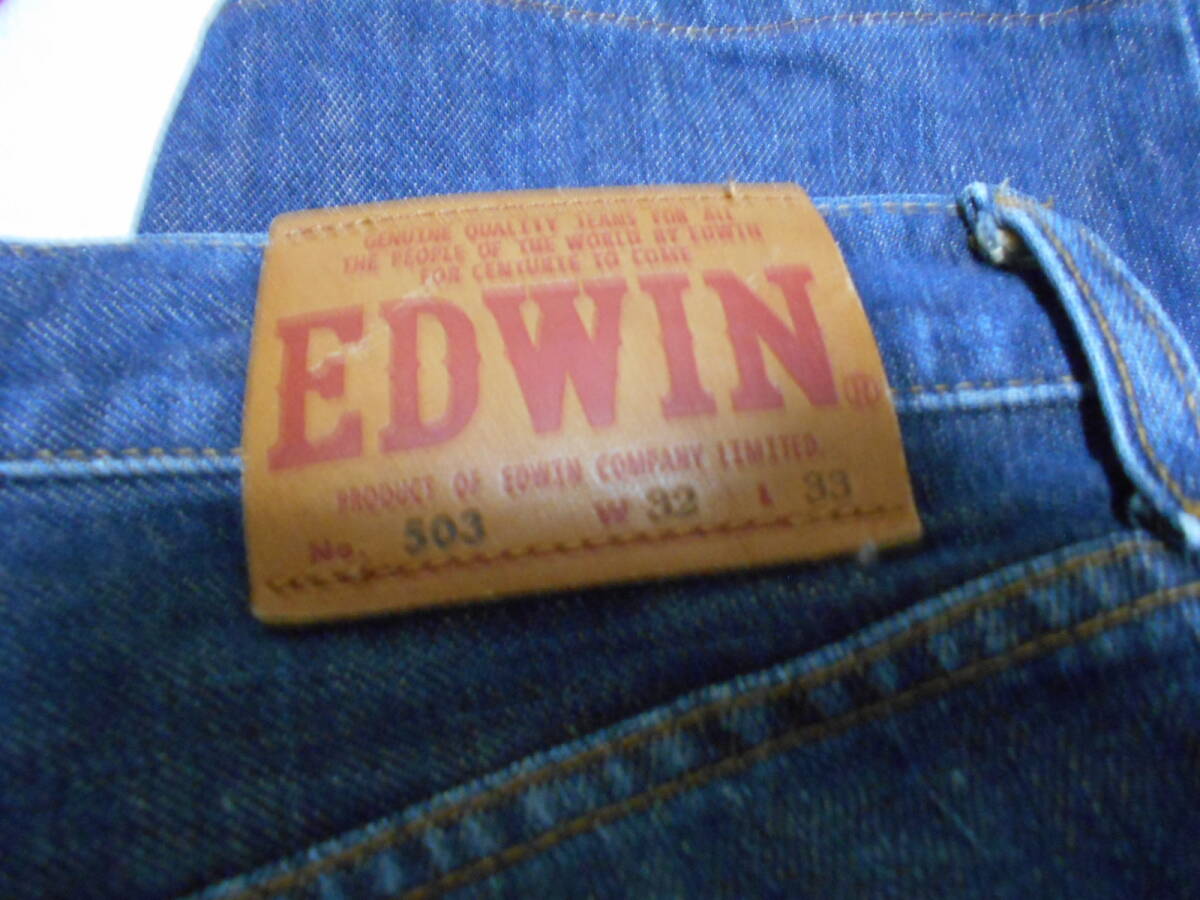 GENUINE QUALITY JEANS FOR ALL
THE PEOPLE OF THE WORLD BY EDWIN
FOR CENTURIE TO COME
EDWIN®
PRODUCT OF EDWIN COMPANY LIMITED.
No. 503 W 32 L 33